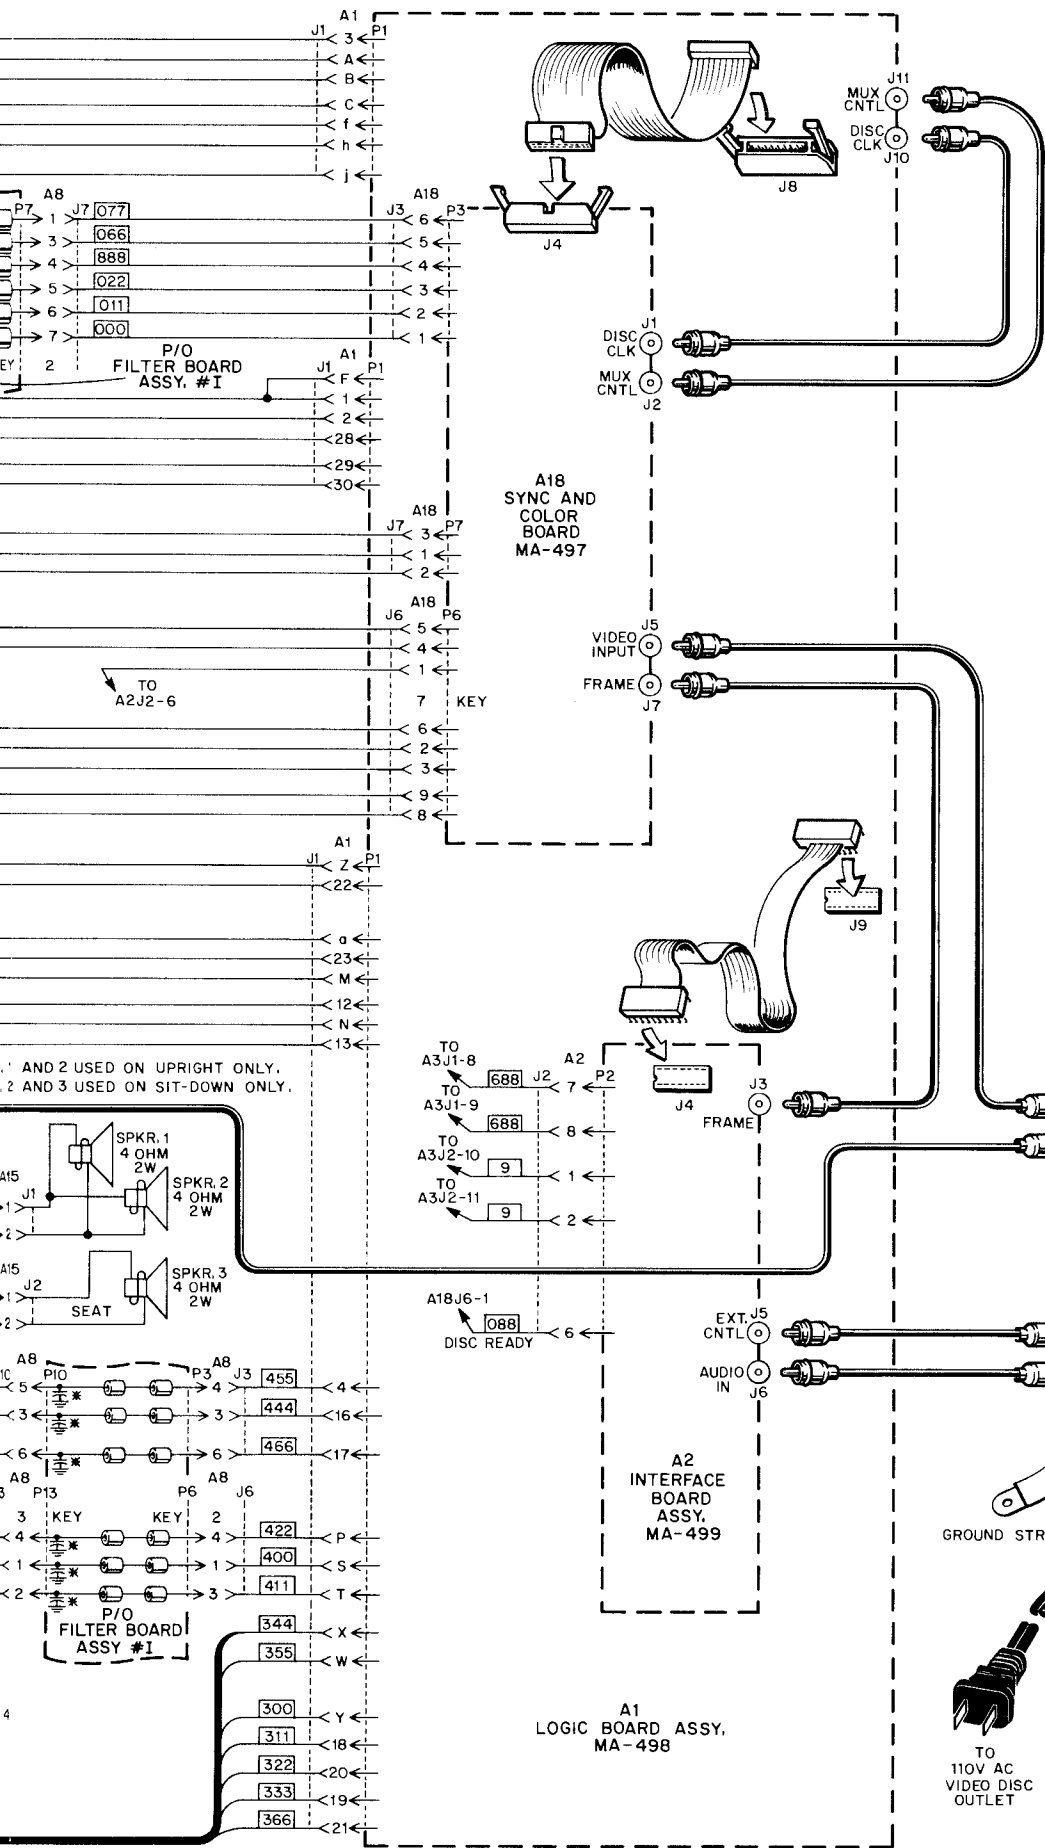 A1
J1 3 P1
A
B
C
f
h
j
J11
MUX
CNTL
DISC
CLK
J10
J8
J4
A8
P7 1 J7 077
3 066
4 888
5 022
6 011
7 000
2
P/O
FILTER BOARD
ASSY. #1
A18
J3 6 P3
5
4
3
2
1
J1
DISC
CLK
MUX
CNTL
J2
A1
J1 F P1
1
2
28
29
30
A18
SYNC AND
COLOR
BOARD
MA-497
A18
J7 3 P7
1
2
A18
J6 5 P6
4
1
7 KEY
6
2
3
9
8
TO
A2J2-6
J5
VIDEO
INPUT
FRAME
J7
A1
J1 Z P1
22
a
23
M
12
N
13
J9
J4
AND 2 USED ON UPRIGHT ONLY.
2 AND 3 USED ON SIT-DOWN ONLY.
TO
A3J1-8
688 J2 A2 7 P2
TO
A3J1-9
688 8
TO
A3J2-10
9 1
TO
A3J2-11
9 2
J3
FRAME
A15
J1
1
2
SPKR. 1
4 OHM
2W
SPKR. 2
4 OHM
2W
A15
J2
1
2
SEAT
SPKR. 3
4 OHM
2W
A18J6-1
088 6
DISC READY
EXT. J5
CNTL
AUDIO
IN
J6
A8 P10 P3 A8 J3
5 * 4 455 4
3 * 3 444 16
6 * 6 466 17
A8 A8
P13 P6 J6
3 KEY KEY 2
4 * 4 422 P
1 * 1 400 S
2 * 3 411 T
P/O
FILTER BOARD
ASSY #1
344 X
355 W
300 Y
311 18
322 20
333 19
366 21
4
A2
INTERFACE
BOARD
ASSY.
MA-499
A1
LOGIC BOARD ASSY.
MA-498
GROUND
TO
110V AC
VIDEO DISC
OUTLET